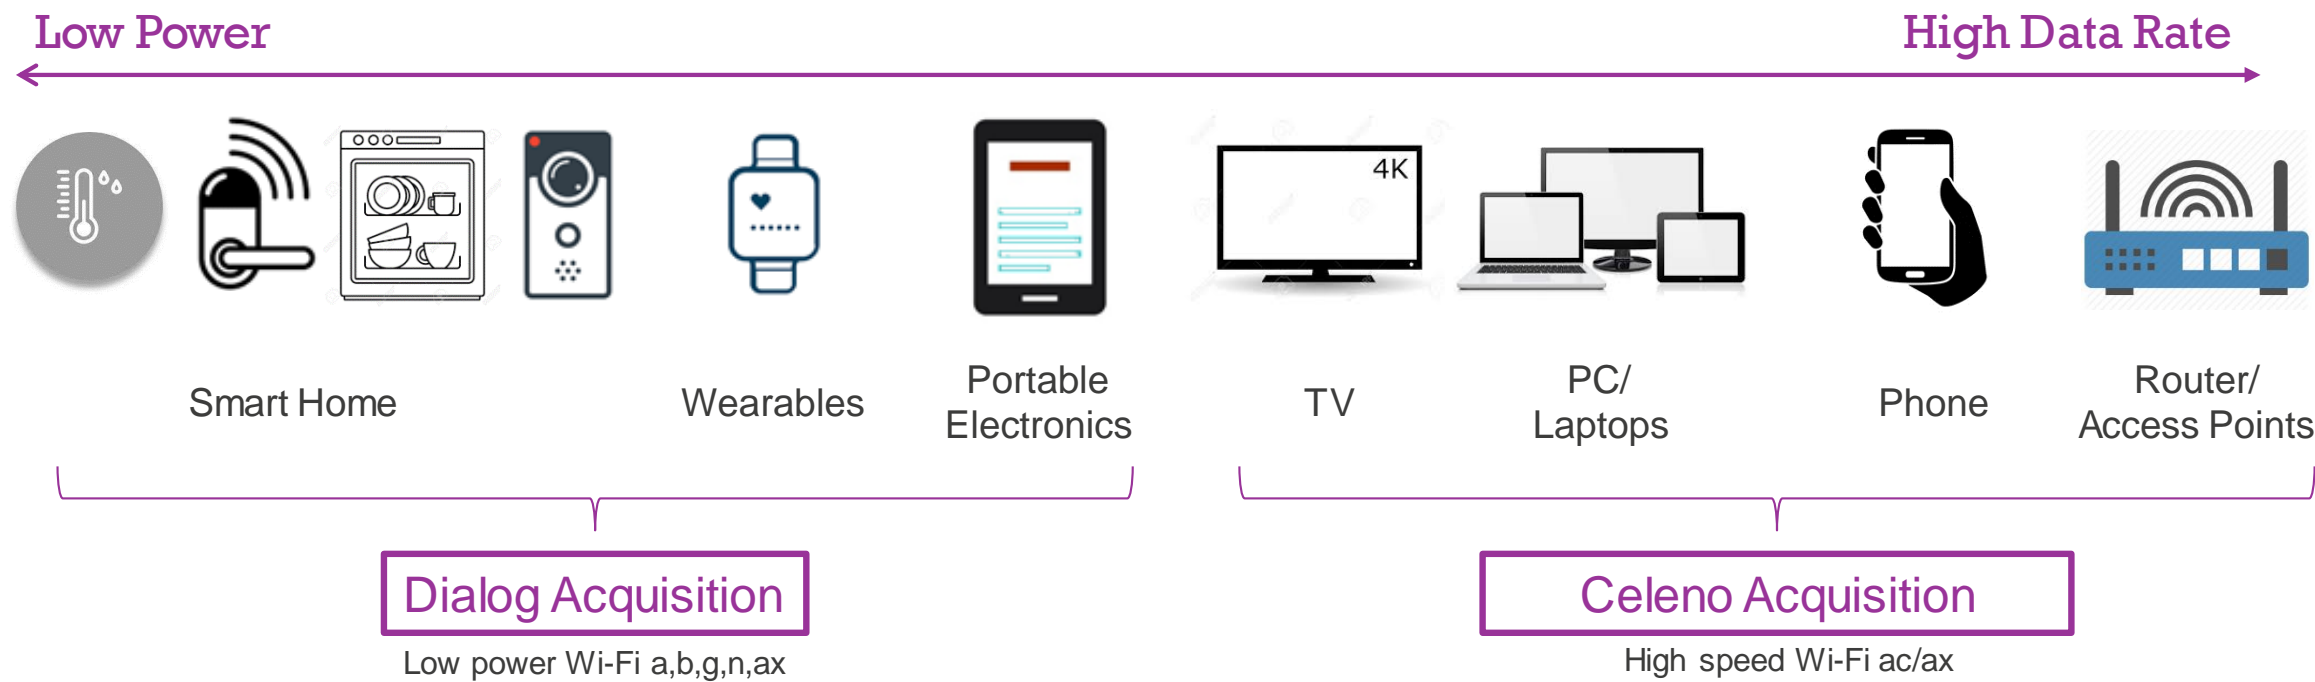 Low Power
High Data Rate
4K
Smart Home
Wearables
Portable
Electronics
TV
PC/
Laptops
Phone
Router/
Access Points
Dialog Acquisition
Celeno Acquisition
Low power Wi-Fi a,b,g,n,ax
High speed Wi-Fi ac/ax